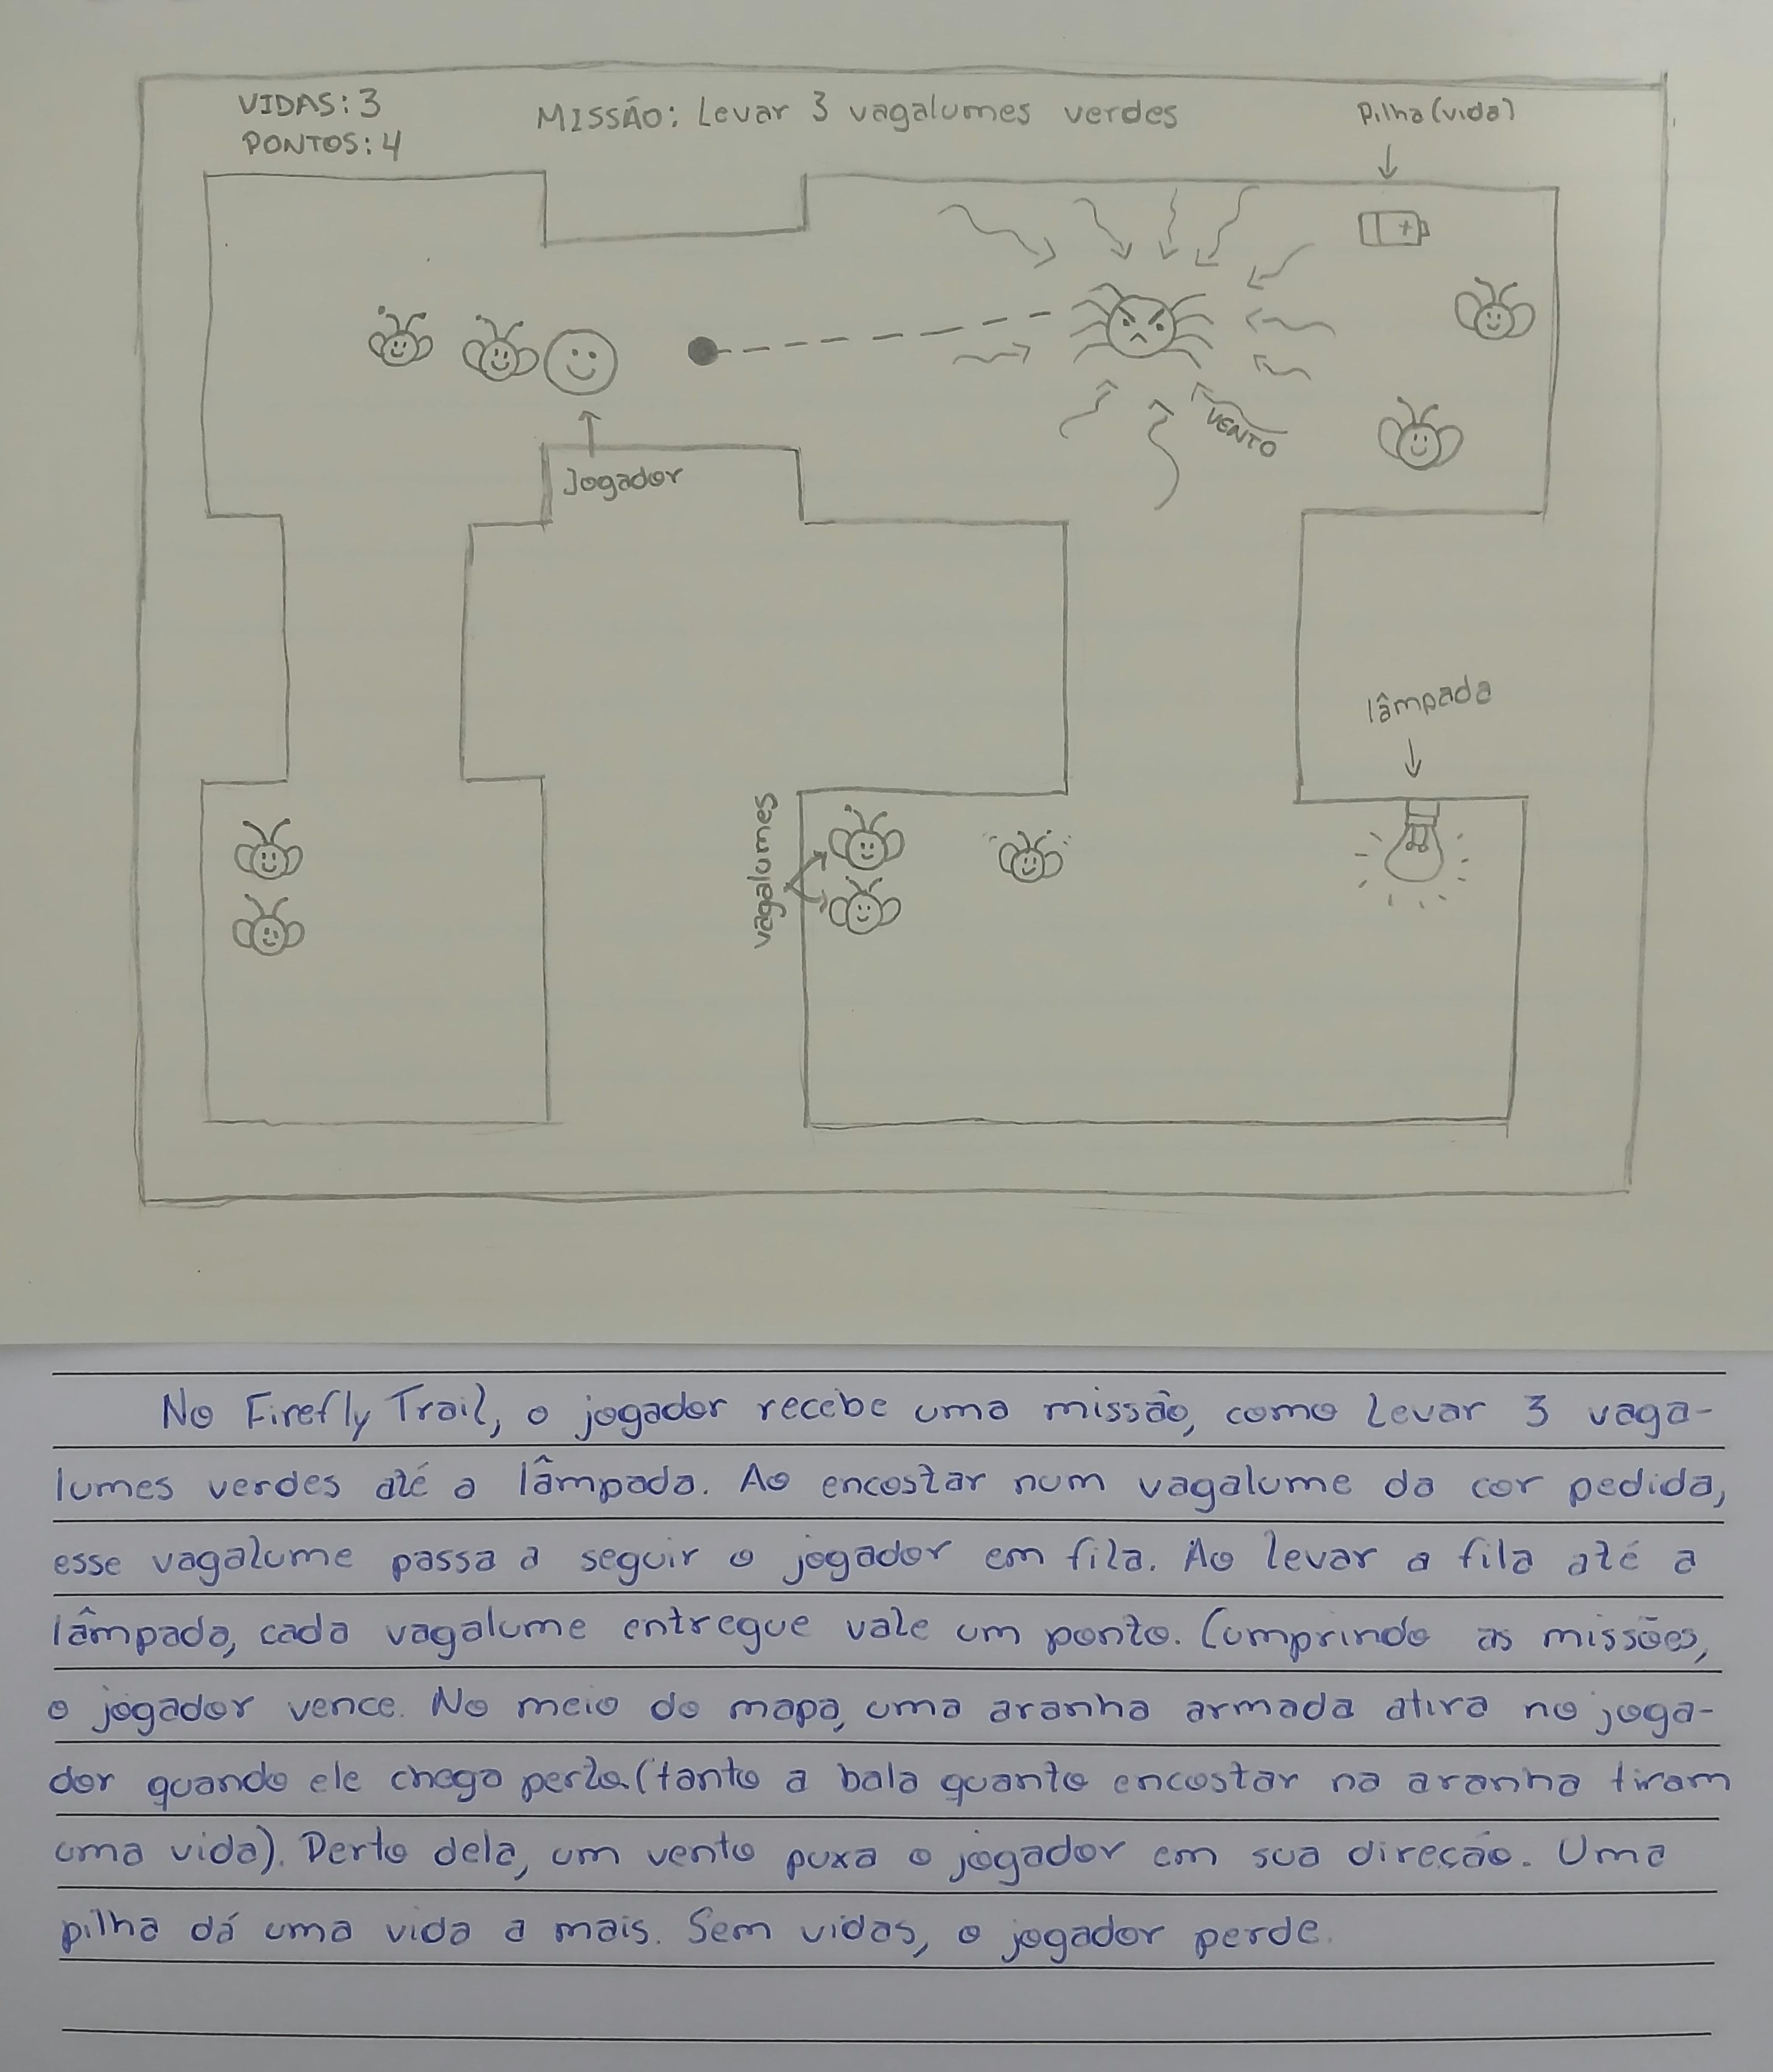 VIDAS: 3
PONTOS: 4
MISSÃO: Levar 3 vagalumes verdes
Pilha (vida)
Jogador
VENTO
lâmpada
vagalumes
No Firefly Trail, o jogador recebe uma missão, como levar 3 vaga-
lumes verdes até a lâmpada. Ao encostar num vagalume da cor pedida,
esse vagalume passa a seguir o jogador em fila. Ao levar a fila até a
lâmpada, cada vagalume entregue vale um ponto. Cumprindo as missões,
o jogador vence. No meio do mapa, uma aranha armada atira no joga-
dor quando ele chega perto (tanto a bala quanto encostar na aranha tiram
uma vida). Perto dela, um vento puxa o jogador em sua direção. Uma
pilha dá uma vida a mais. Sem vidas, o jogador perde.